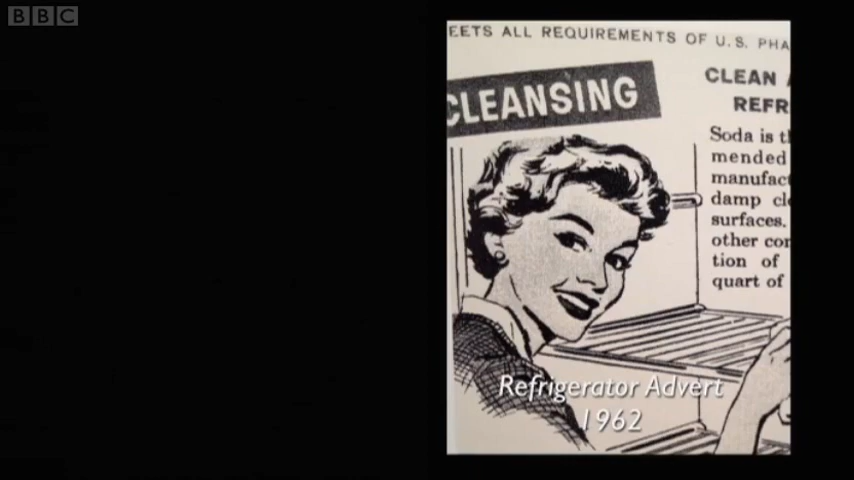 BBC
EETS ALL REQUIREMENTS OF U.S. PHA
CLEANSING
CLEAN
REFR
Soda is
mended
manufac
damp
surfaces.
other
tion of
quart of
Refrigerator Advert
1962